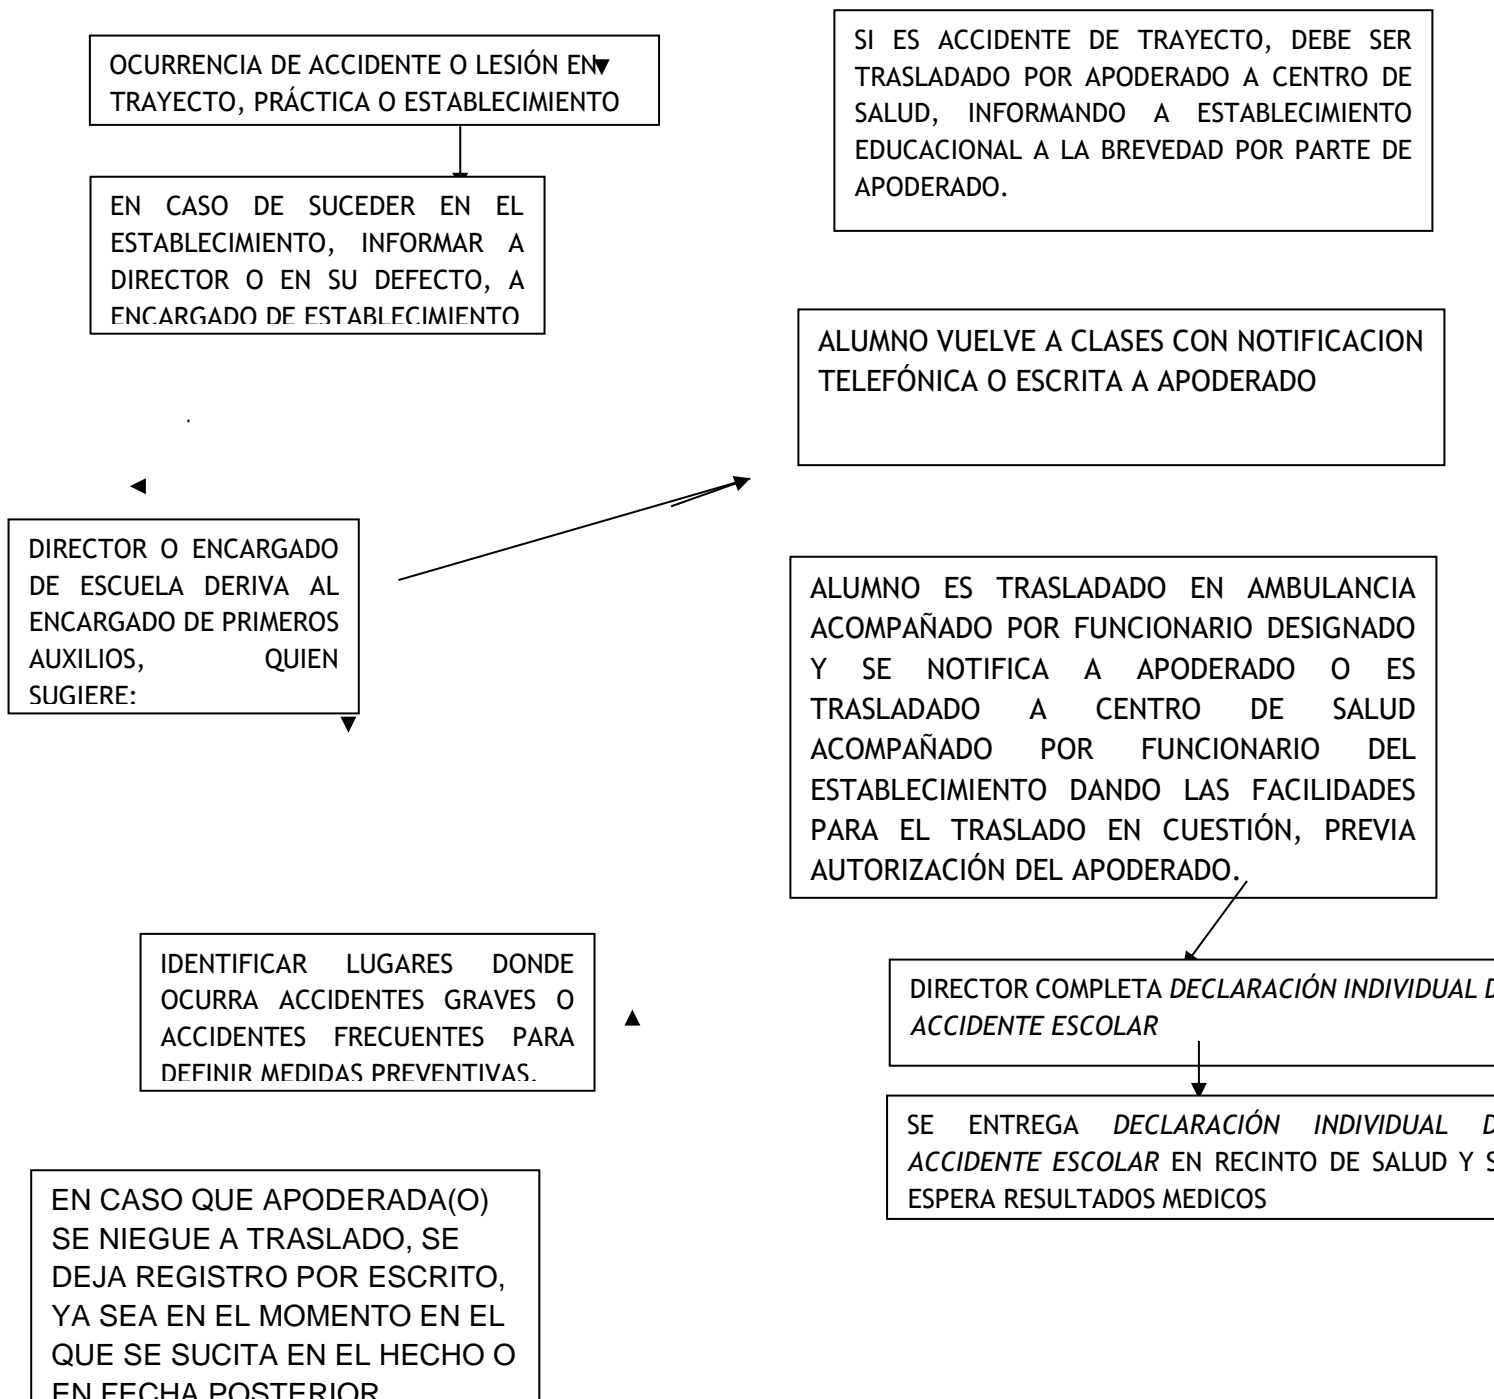 OCURRENCIA DE ACCIDENTE O LESIÓN EN
TRAYECTO, PRÁCTICA O ESTABLECIMIENTO
SI ES ACCIDENTE DE TRAYECTO, DEBE SER
TRASLADADO POR APODERADO A CENTRO DE
SALUD, INFORMANDO A ESTABLECIMIENTO
EDUCACIONAL A LA BREVEDAD POR PARTE DE
APODERADO.
EN CASO DE SUCEDER EN EL
ESTABLECIMIENTO, INFORMAR A
DIRECTOR O EN SU DEFECTO, A
ENCARGADO DE ESTABLECIMIENTO
.
ALUMNO VUELVE A CLASES CON NOTIFICACION
TELEFÓNICA O ESCRITA A APODERADO
DIRECTOR O ENCARGADO
DE ESCUELA DERIVA AL
ENCARGADO DE PRIMEROS
AUXILIOS, QUIEN
SUGIERE:
ALUMNO ES TRASLADADO EN AMBULANCIA
ACOMPAÑADO POR FUNCIONARIO DESIGNADO
Y SE NOTIFICA A APODERADO O ES
TRASLADADO A CENTRO DE SALUD
ACOMPAÑADO POR FUNCIONARIO DEL
ESTABLECIMIENTO DANDO LAS FACILIDADES
PARA EL TRASLADO EN CUESTIÓN, PREVIA
AUTORIZACIÓN DEL APODERADO.
IDENTIFICAR LUGARES DONDE
OCURRA ACCIDENTES GRAVES O
ACCIDENTES FRECUENTES PARA
DEFINIR MEDIDAS PREVENTIVAS.
DIRECTOR COMPLETA DECLARACIÓN INDIVIDUAL
ACCIDENTE ESCOLAR
SE ENTREGA DECLARACIÓN INDIVIDUAL
ACCIDENTE ESCOLAR EN RECINTO DE SALUD Y
ESPERA RESULTADOS MEDICOS
EN CASO QUE APODERADA(O)
SE NIEGUE A TRASLADO, SE
DEJA REGISTRO POR ESCRITO,
YA SEA EN EL MOMENTO EN EL
QUE SE SUCITA EN EL HECHO O
EN FECHA POSTERIOR